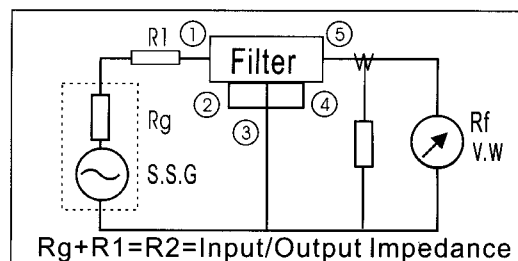 R1 ① ⑤
Filter
② ④
Rg ③ Rf
V.W
S.S.G
Rg+R1=R2=Input/Output Impedance